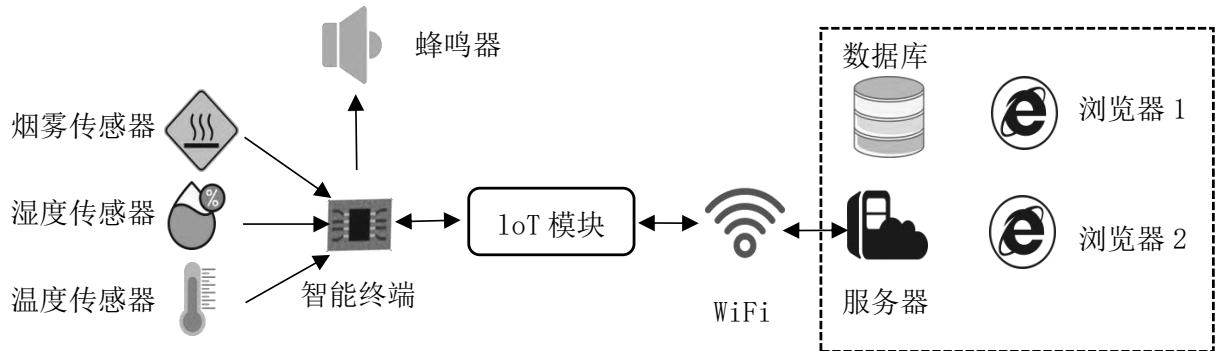 蜂鸣器
烟雾传感器
湿度传感器
%
温度传感器
智能终端
loT 模块
WiFi
数据库
服务器
浏览器 1
浏览器 2